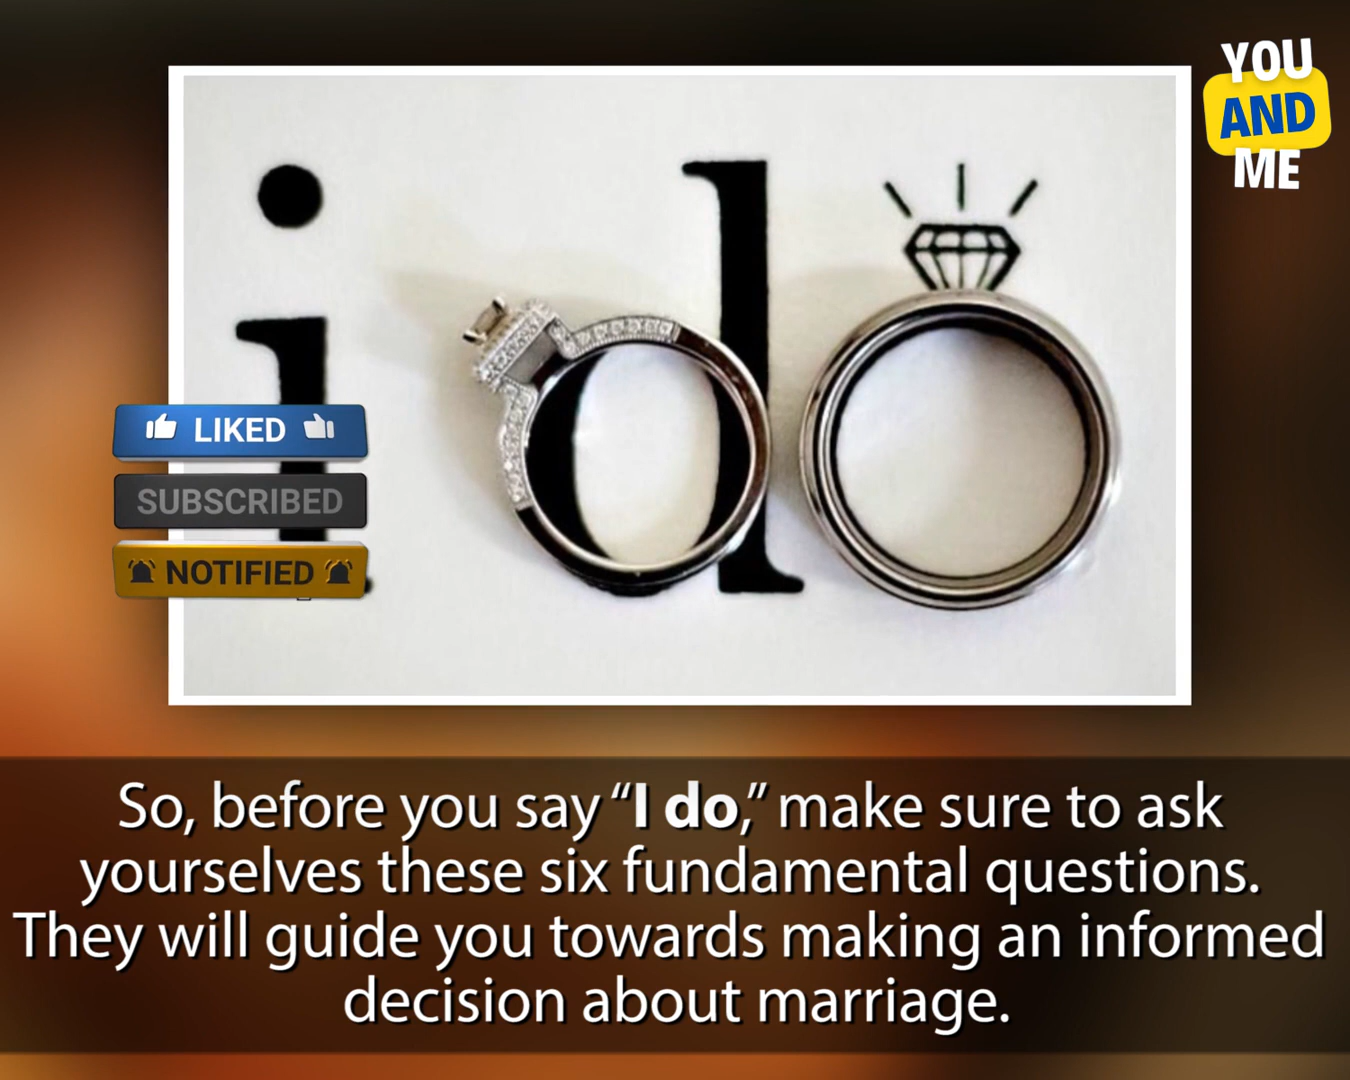 YOU
AND
ME
i do
LIKED
SUBSCRIBED
NOTIFIED
So, before you say “I do,” make sure to ask
yourselves these six fundamental questions.
They will guide you towards making an informed
decision about marriage.